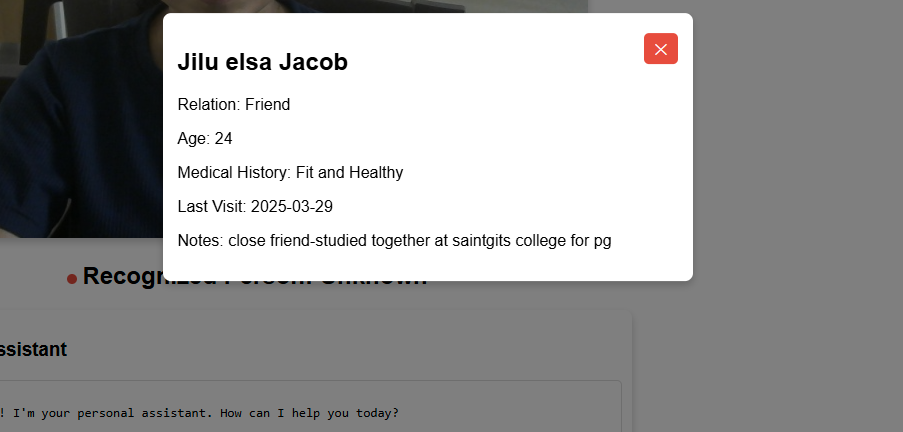 Jilu elsa Jacob
Relation: Friend
Age: 24
Medical History: Fit and Healthy
Last Visit: 2025-03-29
Notes: close friend-studied together at saintgits college for pg
Recognized Person: Unknown
ssistant
! I'm your personal assistant. How can I help you today?